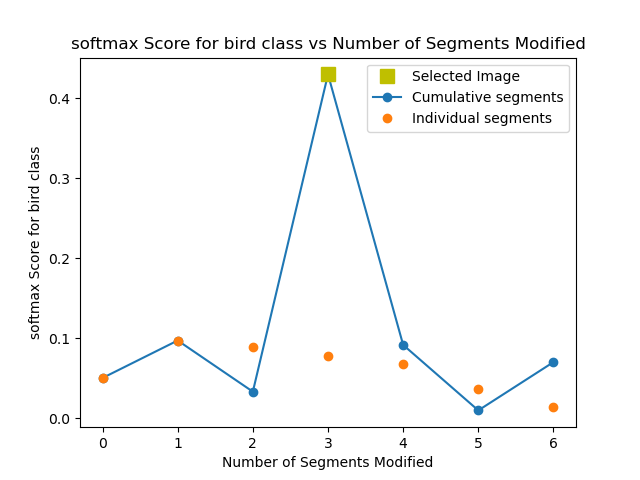 softmax Score for bird class vs Number of Segments Modified
Selected Image
Cumulative segments
Individual segments
softmax Score for bird class
0.4
0.3
0.2
0.1
0.0
0 1 2 3 4 5 6
Number of Segments Modified